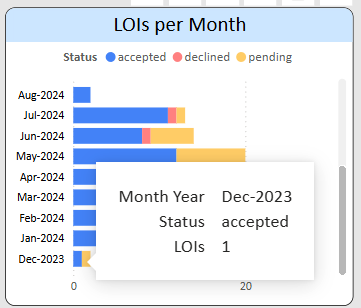 LOIs per Month
Status accepted declined pending
Aug-2024
Jul-2024
Jun-2024
May-2024
Apr-2024
Mar-2024
Feb-2024
Jan-2024
Dec-2023
Month Year Dec-2023
Status accepted
LOIs 1
0 20